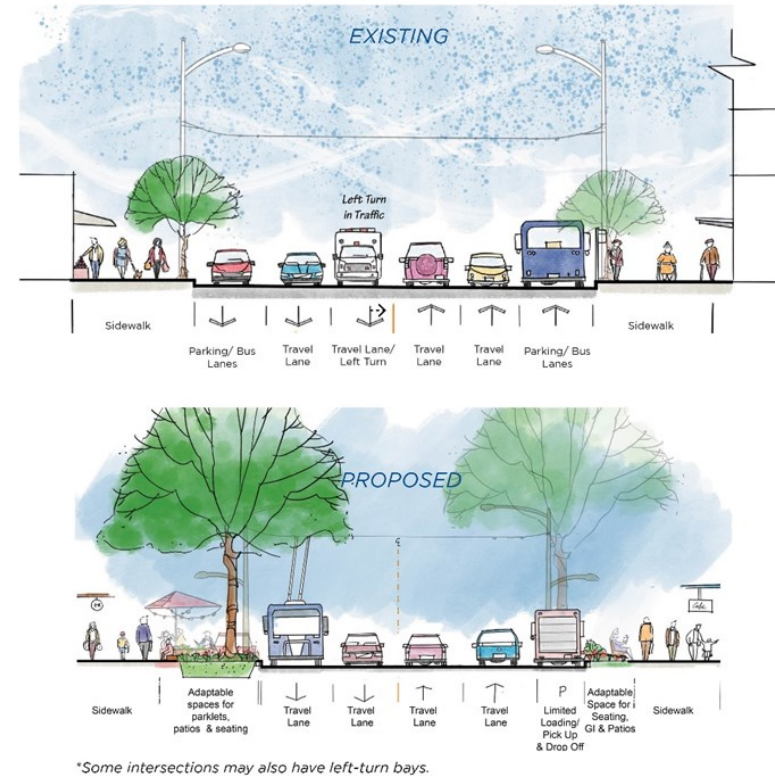 EXISTING
Left Turn
in Traffic
Sidewalk
Parking/ Bus
Lanes
Travel
Lane
Travel Lane/
Left Turn
Travel
Lane
Travel
Lane
Parking/ Bus
Lanes
Sidewalk
PROPOSED
℄
Cafe
Sidewalk
Adaptable
spaces for
parklets,
patios & seating
Travel
Lane
Travel
Lane
Travel
Lane
Travel
Lane
P
Limited
Loading/
Pick Up
& Drop Off
Adaptable
Space for
Seating,
GI & Patios
Sidewalk
*Some intersections may also have left-turn bays.